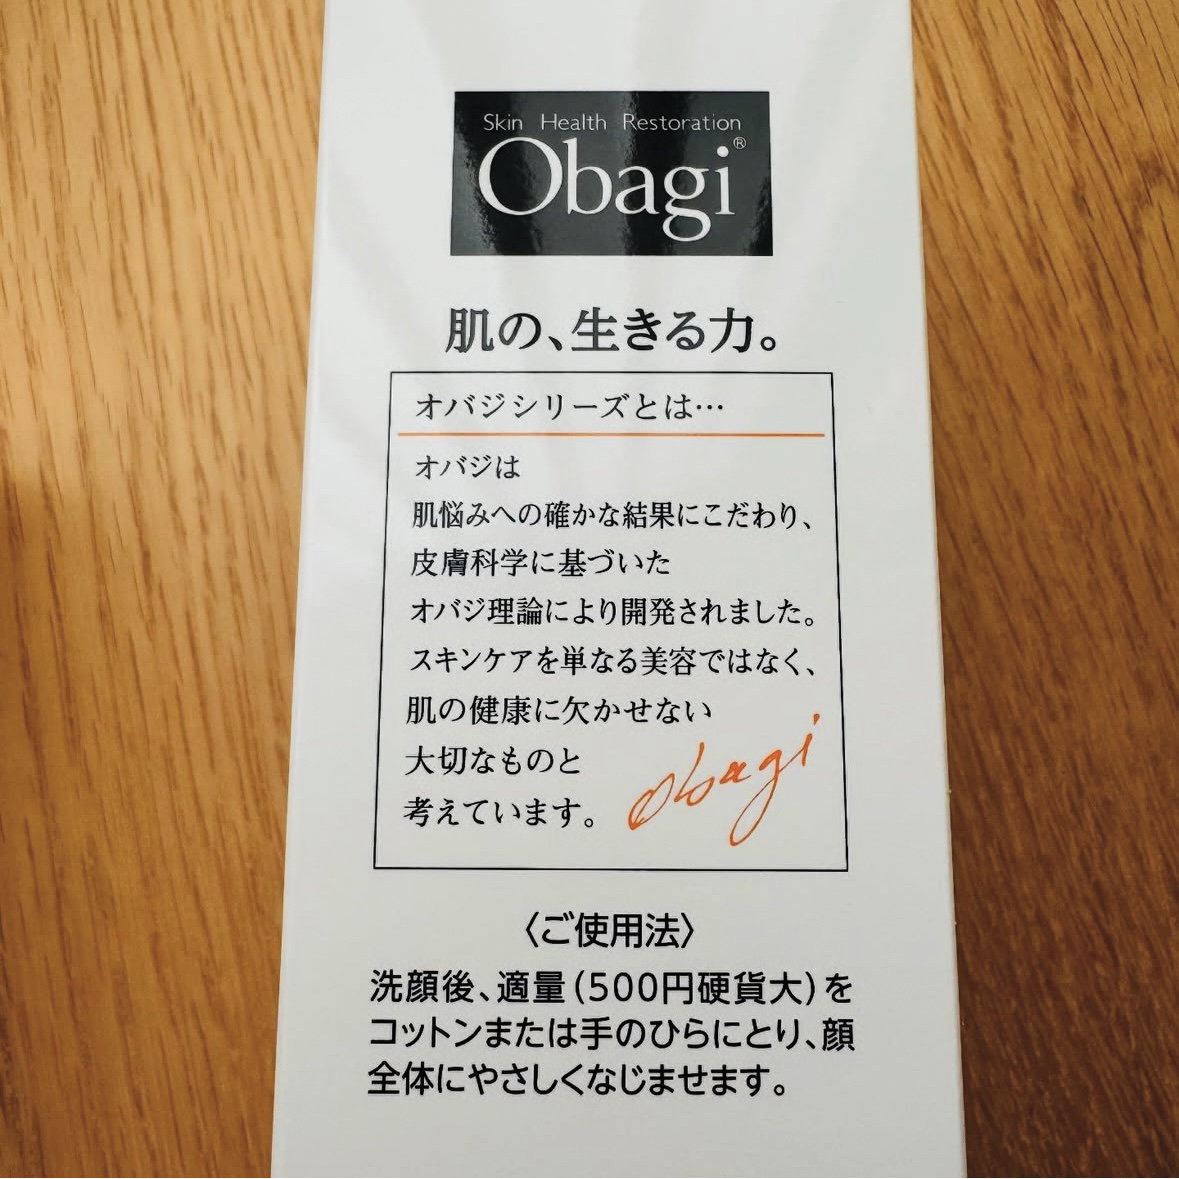 Skin Health Restoration
Obagi®
肌の、生きる力。
オバジシリーズとは…
オバジは
肌悩みへの確かな結果にこだわり、
皮膚科学に基づいた
オバジ理論により開発されました。
スキンケアを単なる美容ではなく、
肌の健康に欠かせない
大切なものと
考えています。
Obagi
〈ご使用法〉
洗顔後、適量(500円硬貨大)を
コットンまたは手のひらにとり、顔
全体にやさしくなじませます。